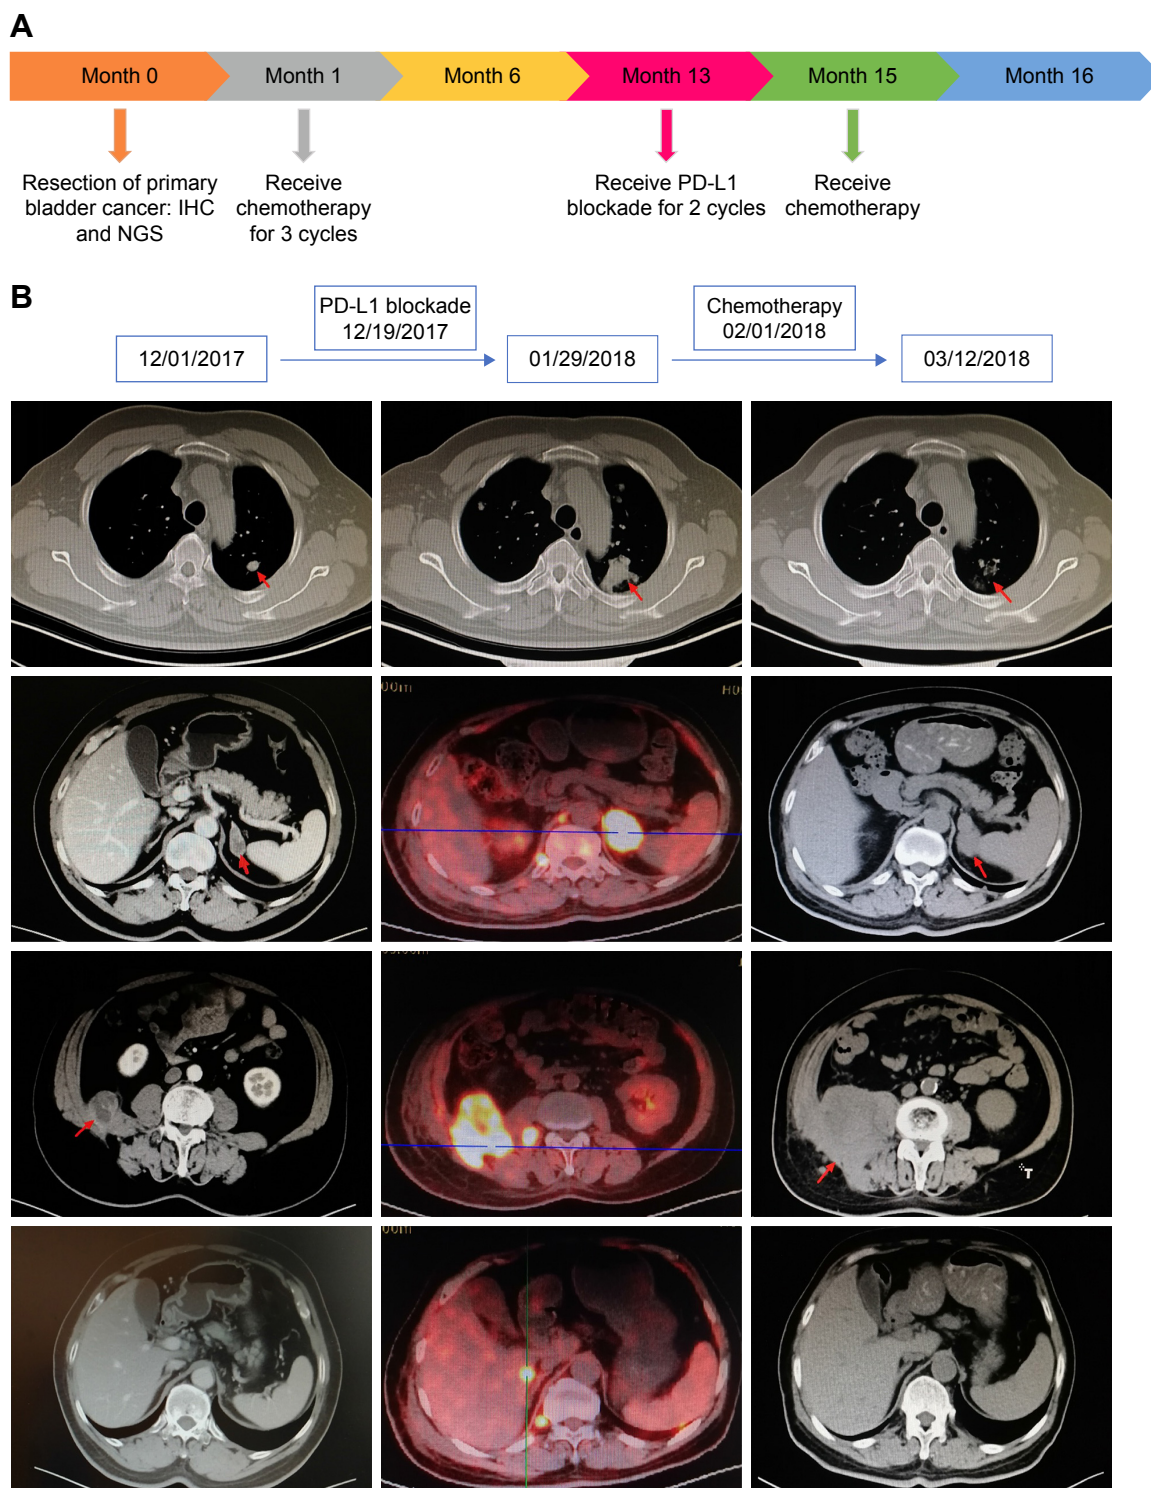 A
Month 0
Month 1
Month 6
Month 13
Month 15
Month 16
Resection of primary
bladder cancer: IHC
and NGS
Receive
chemotherapy
for 3 cycles
Receive PD-L1
blockade for 2 cycles
Receive
chemotherapy
B
PD-L1 blockade
12/19/2017
Chemotherapy
02/01/2018
12/01/2017
01/29/2018
03/12/2018
T